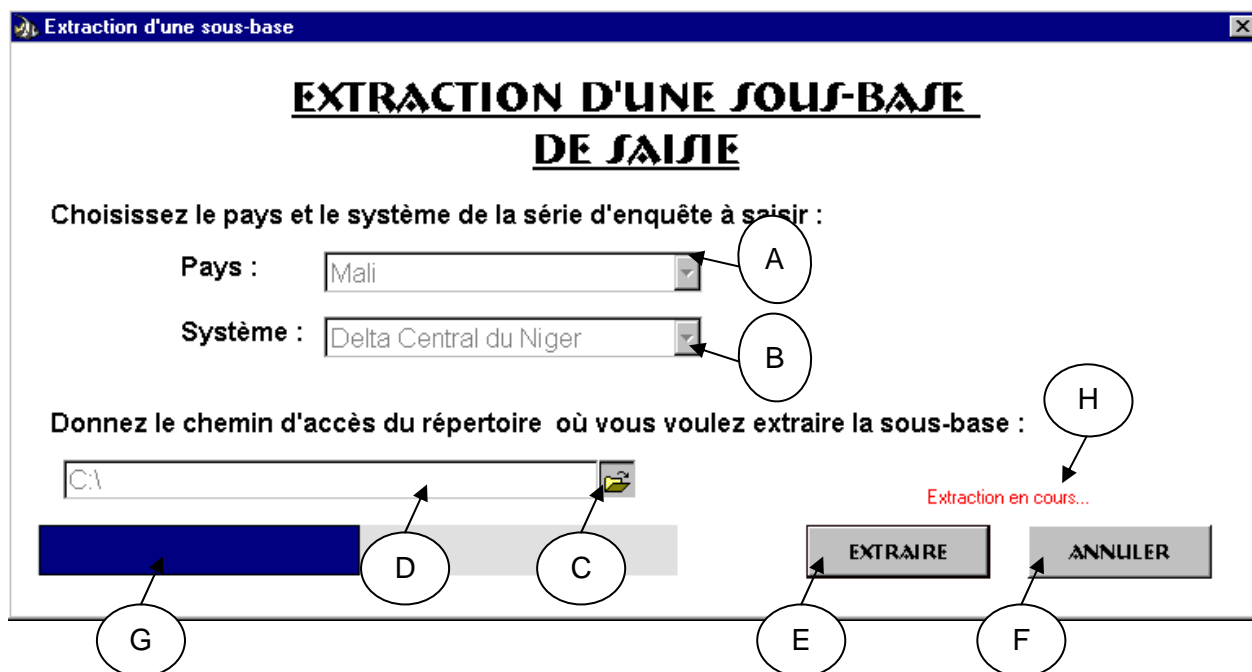 Extraction d'une sous-base
EXTRACTION D'UNE SOUS-BASE
DE SAISIE
Choisissez le pays et le système de la série d'enquête à saisir :
Pays :
Mali
A
Système :
Delta Central du Niger
B
H
Donnez le chemin d'accès du répertoire où vous voulez extraire la sous-base :
C:\
Extraction en cours...
D
C
EXTRAIRE
ANNULER
G
E
F